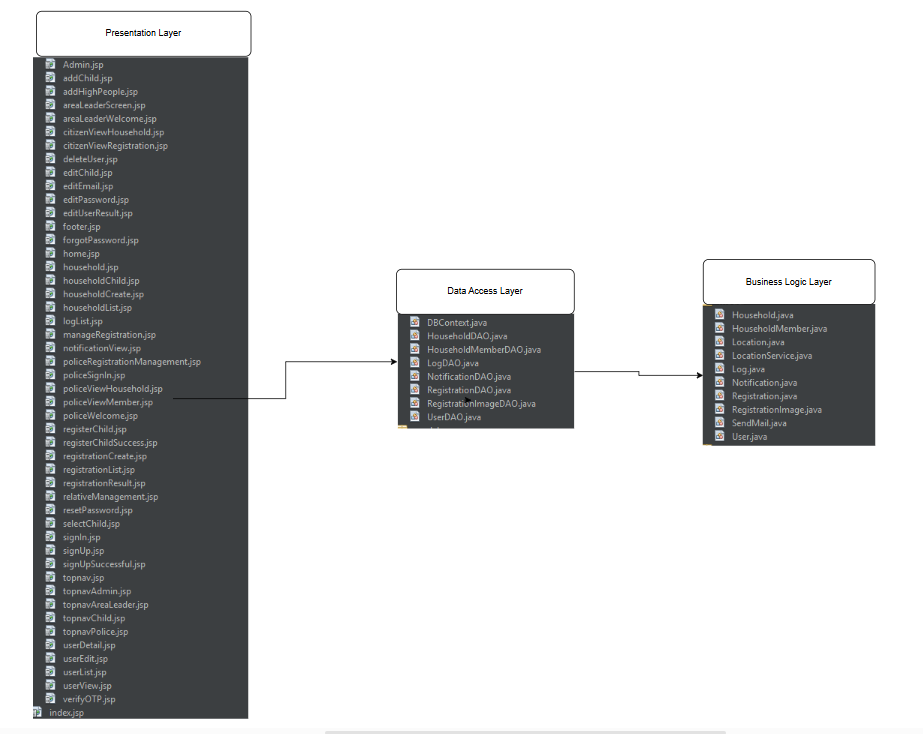 Presentation Layer
Admin.jsp
addChild.jsp
addHighPeople.jsp
areaLeaderScreen.jsp
areaLeaderWelcome.jsp
citizenViewHousehold.jsp
citizenViewRegistration.jsp
deleteUser.jsp
editChild.jsp
editEmail.jsp
editPassword.jsp
editUserResult.jsp
footer.jsp
forgotPassword.jsp
home.jsp
household.jsp
householdChild.jsp
householdCreate.jsp
householdList.jsp
logList.jsp
manageRegistration.jsp
notificationView.jsp
policeRegistrationManagement.jsp
policeSignIn.jsp
policeViewHousehold.jsp
policeViewMember.jsp
policeWelcome.jsp
registerChild.jsp
registerChildSuccess.jsp
registrationCreate.jsp
registrationList.jsp
registrationResult.jsp
relativeManagement.jsp
resetPassword.jsp
selectChild.jsp
signIn.jsp
signUp.jsp
signUpSuccessful.jsp
topnav.jsp
topnavAdmin.jsp
topnavAreaLeader.jsp
topnavChild.jsp
topnavPolice.jsp
userDetail.jsp
userEdit.jsp
userList.jsp
userView.jsp
verifyOTP.jsp
index.jsp
Data Access Layer
DBContext.java
HouseholdDAO.java
HouseholdMemberDAO.java
LogDAO.java
NotificationDAO.java
RegistrationDAO.java
RegistrationImageDAO.java
UserDAO.java
Business Logic Layer
Household.java
HouseholdMember.java
Location.java
LocationService.java
Log.java
Notification.java
Registration.java
RegistrationImage.java
SendMail.java
User.java